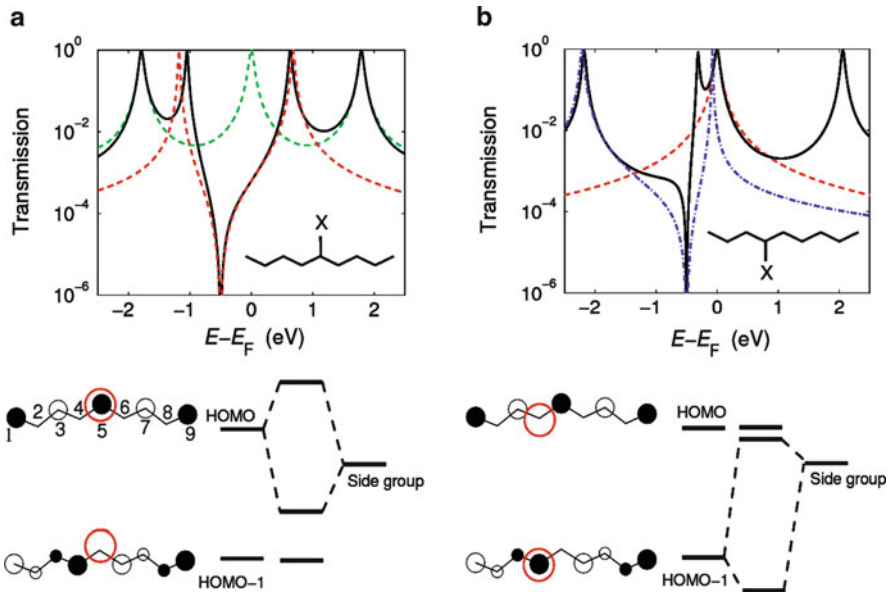 a
Transmission
10^0
10^-2
10^-4
10^-6
−2 −1 0 1 2
E−E_F (eV)
X
b
Transmission
10^0
10^-2
10^-4
10^-6
−2 −1 0 1 2
E−E_F (eV)
X
1 2 3 4 5 6 7 8 9
HOMO
Side group
HOMO−1
HOMO
Side group
HOMO−1